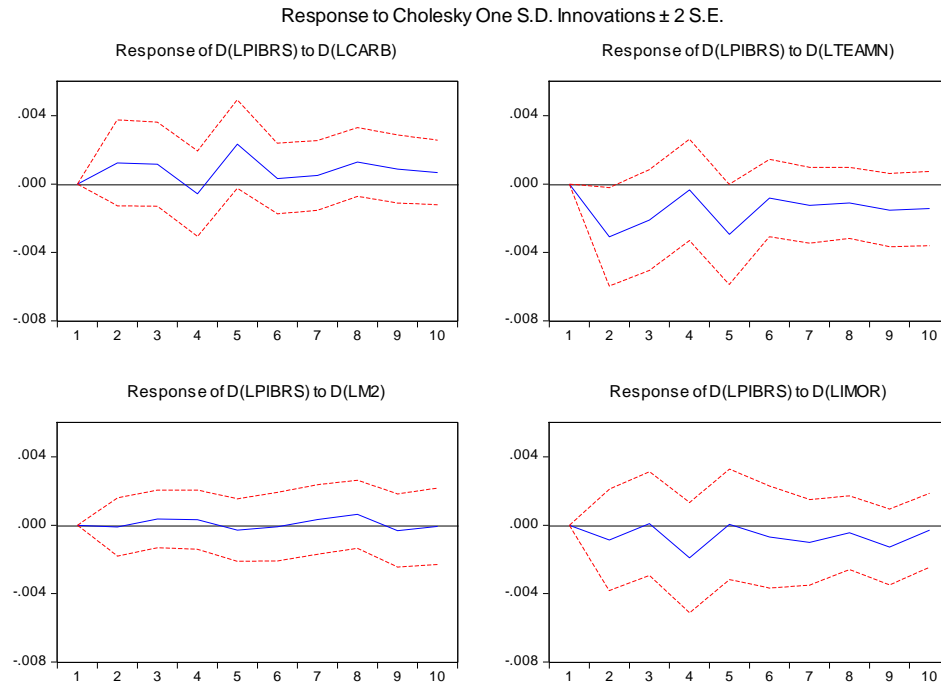 Response to Cholesky One S.D. Innovations ± 2 S.E.
Response of D(LPIBRS) to D(LCARB)
.004
.000
-.004
-.008
1 2 3 4 5 6 7 8 9 10
Response of D(LPIBRS) to D(LTEAMN)
.004
.000
-.004
-.008
1 2 3 4 5 6 7 8 9 10
Response of D(LPIBRS) to D(LM2)
.004
.000
-.004
-.008
1 2 3 4 5 6 7 8 9 10
Response of D(LPIBRS) to D(LIMOR)
.004
.000
-.004
-.008
1 2 3 4 5 6 7 8 9 10